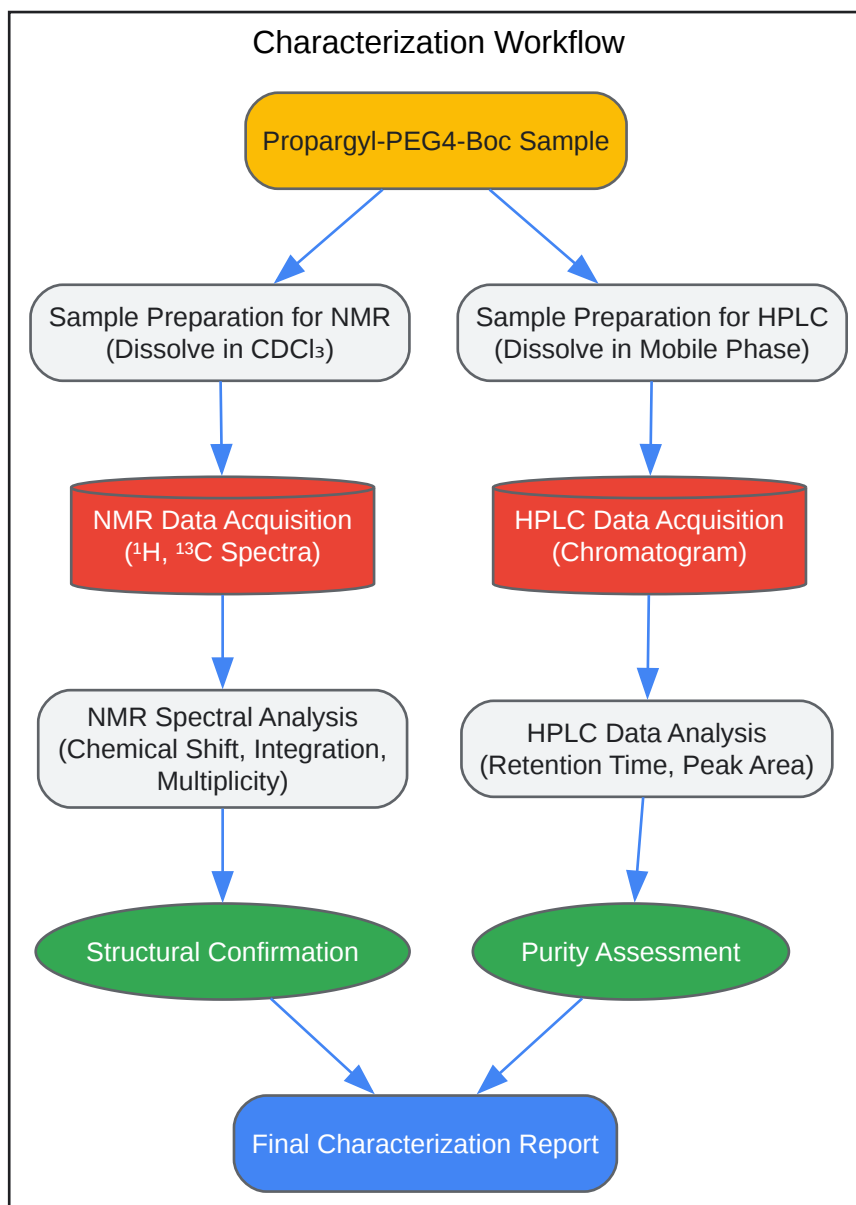 Characterization Workflow
Propargyl-PEG4-Boc Sample
Sample Preparation for NMR
(Dissolve in CDCl₃)
Sample Preparation for HPLC
(Dissolve in Mobile Phase)
NMR Data Acquisition
(¹H, ¹³C Spectra)
HPLC Data Acquisition
(Chromatogram)
NMR Spectral Analysis
(Chemical Shift, Integration,
Multiplicity)
HPLC Data Analysis
(Retention Time, Peak Area)
Structural Confirmation
Purity Assessment
Final Characterization Report